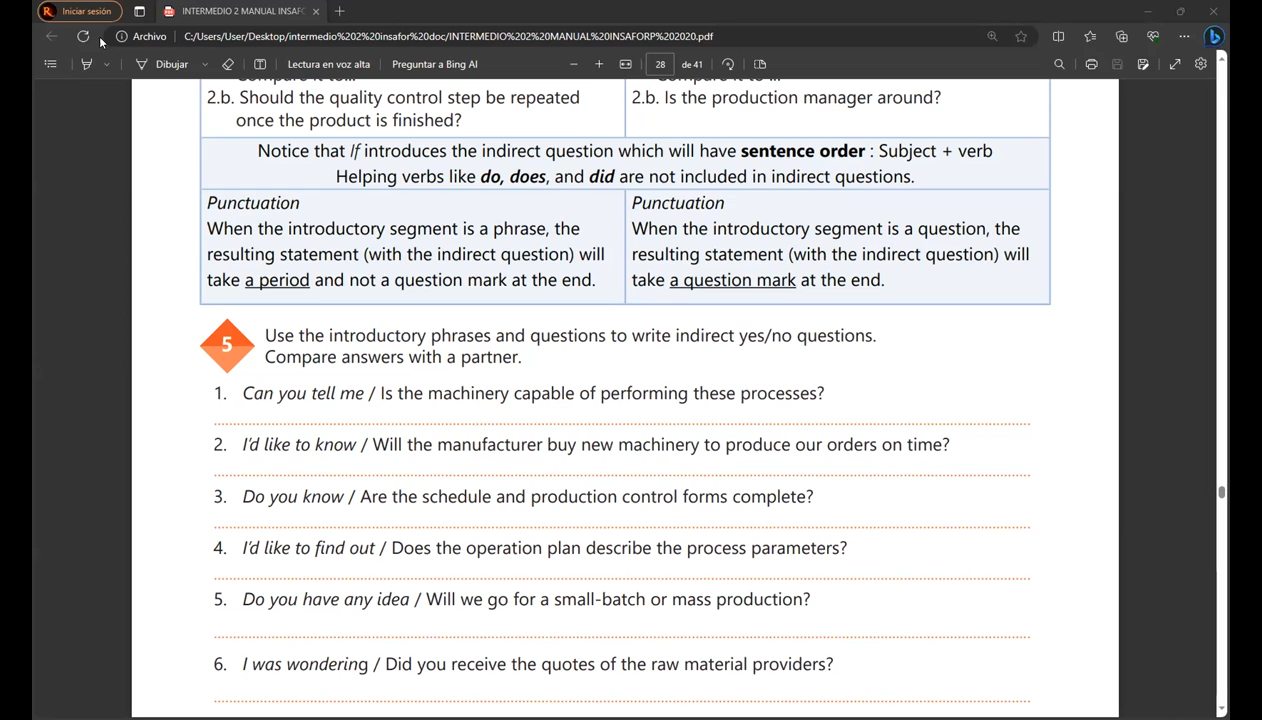 Iniciar sesión
INTERMEDIO 2 MANUAL INSAFOR
Archivo
C:/Users/User/Desktop/intermedio%202%20insafor%20doc/INTERMEDIO%202%20MANUAL%20INSAFORP%202020.pdf
Dibujar
Lectura en voz alta
Preguntar a Bing AI
28 de 41
2.b. Should the quality control step be repeated
once the product is finished?
2.b. Is the production manager around?
Notice that If introduces the indirect question which will have sentence order : Subject + verb
Helping verbs like do, does, and did are not included in indirect questions.
Punctuation
When the introductory segment is a phrase, the
resulting statement (with the indirect question) will
take a period and not a question mark at the end.
Punctuation
When the introductory segment is a question, the
resulting statement (with the indirect question) will
take a question mark at the end.
5
Use the introductory phrases and questions to write indirect yes/no questions.
Compare answers with a partner.
1. Can you tell me / Is the machinery capable of performing these processes?
2. I'd like to know / Will the manufacturer buy new machinery to produce our orders on time?
3. Do you know / Are the schedule and production control forms complete?
4. I'd like to find out / Does the operation plan describe the process parameters?
5. Do you have any idea / Will we go for a small-batch or mass production?
6. I was wondering / Did you receive the quotes of the raw material providers?